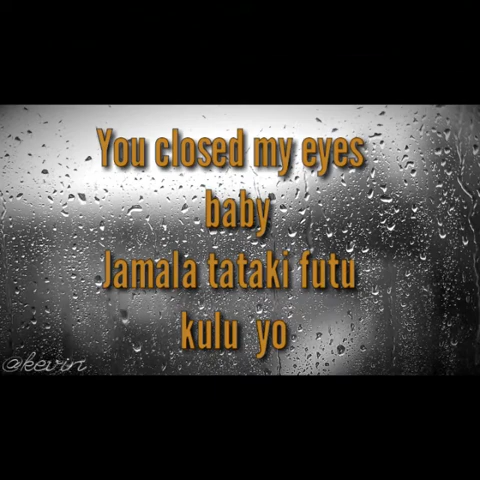 You closed my eyes
baby
Jamala tataki futu
kulu yo
@kevin